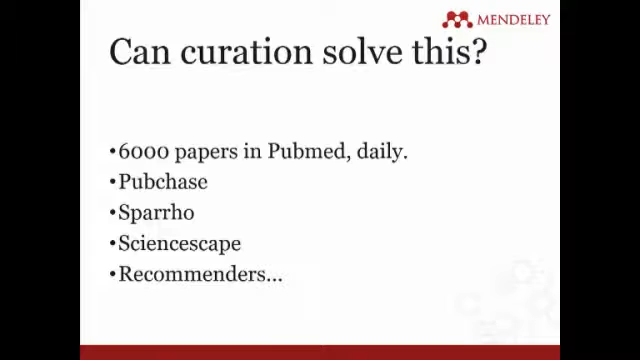 MENDELEY
Can curation solve this?
•6000 papers in Pubmed, daily.
•Pubchase
•Sparrho
•Sciencescape
•Recommenders...